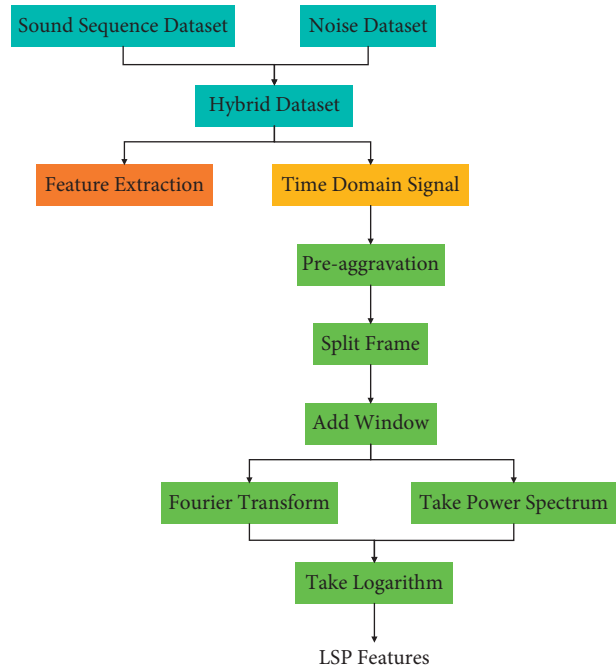 Sound Sequence Dataset
Noise Dataset
Hybrid Dataset
Feature Extraction
Time Domain Signal
Pre-aggravation
Split Frame
Add Window
Fourier Transform
Take Power Spectrum
Take Logarithm
LSP Features